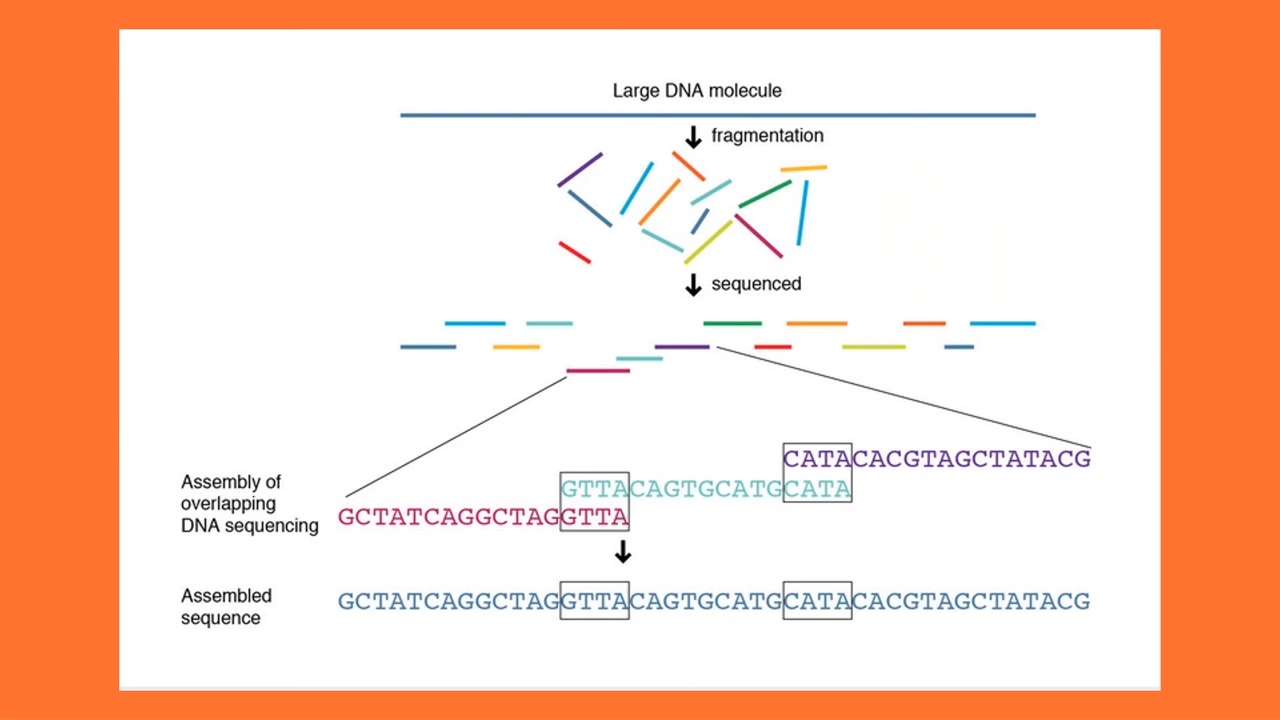 Large DNA molecule
fragmentation
sequenced
CATACACGTAGCTATACG
Assembly of
overlapping
DNA sequencing
GTTACAGTGCATGCATA
GCTATCAGGCTAGGTTA
Assembled
sequence
GCTATCAGGCTAGGTTACAGTGCATGCATACACGTAGCTATACG